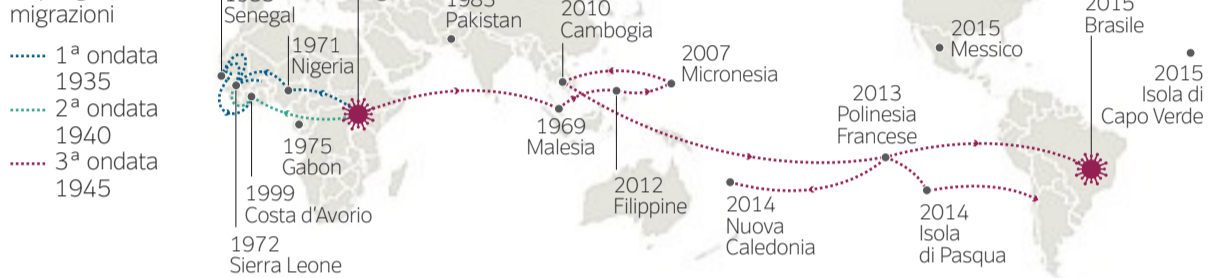 migrazioni
1ª ondata
1935
2ª ondata
1940
3ª ondata
1945
Senegal
1971
Nigeria
1975
Gabon
1999
Costa d'Avorio
1972
Sierra Leone
1983
Pakistan
2010
Cambogia
2007
Micronesia
1969
Malesia
2012
Filippine
2013
Polinesia
Francese
2014
Nuova
Caledonia
2014
Isola
di Pasqua
2015
Messico
2015
Brasile
2015
Isola di
Capo Verde